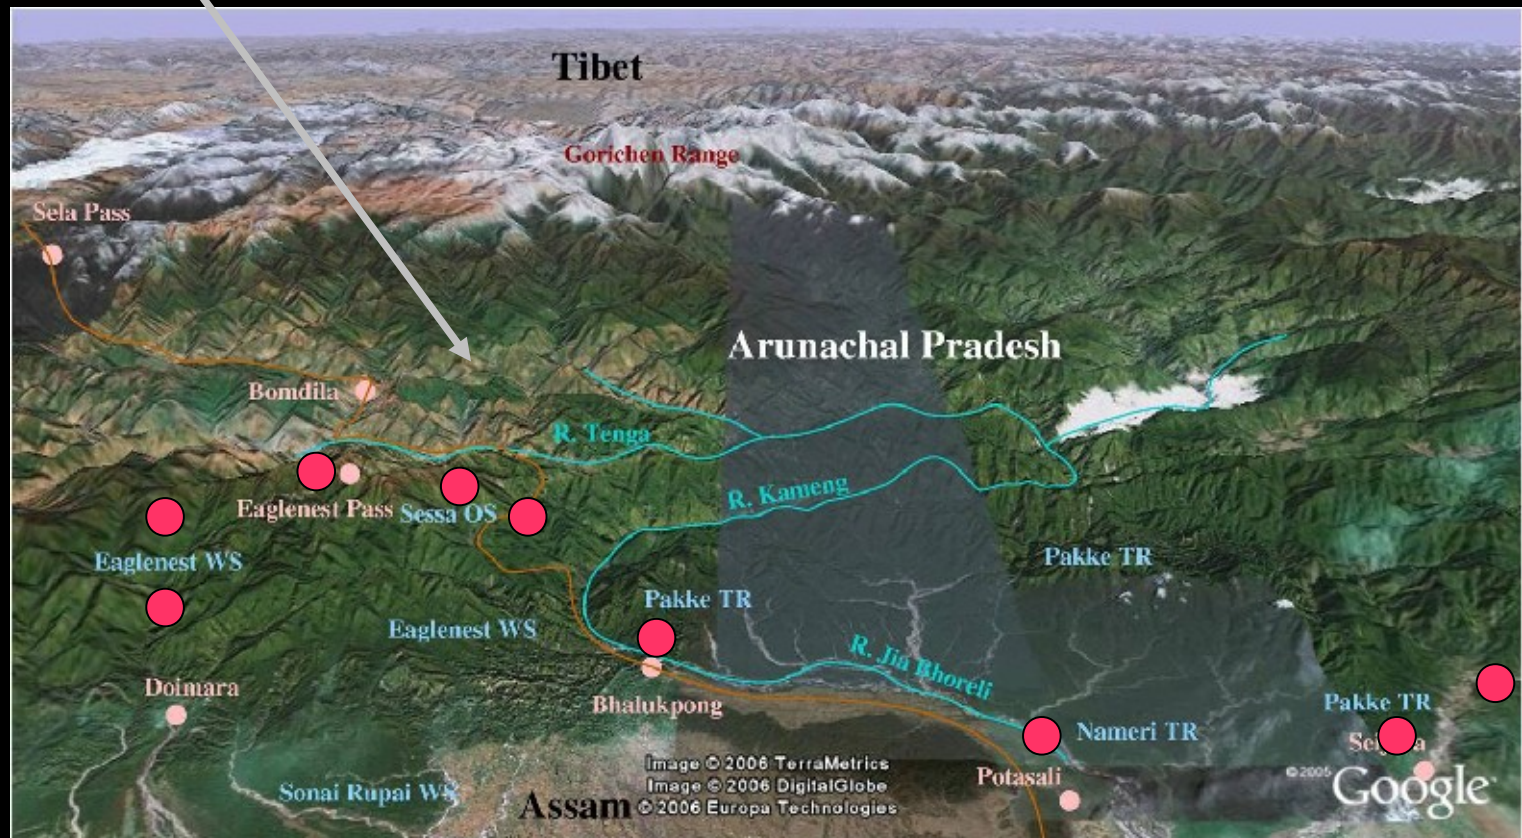 Tibet
Gorichen Range
Sela Pass
Arunachal Pradesh
Bomdila
R. Tenga
R. Kameng
Eaglenest Pass
Sessa OS
Eaglenest WS
Pakke TR
Pakke TR
Eaglenest WS
R. Jia Bhoreli
Doimara
Bhalukpong
Pakke TR
Nameri TR
Image © 2006 TerraMetrics
Image © 2006 DigitalGlobe
© 2006 Europa Technologies
Potasali
© 2005 Google
Sonai Rupai WS
Assam